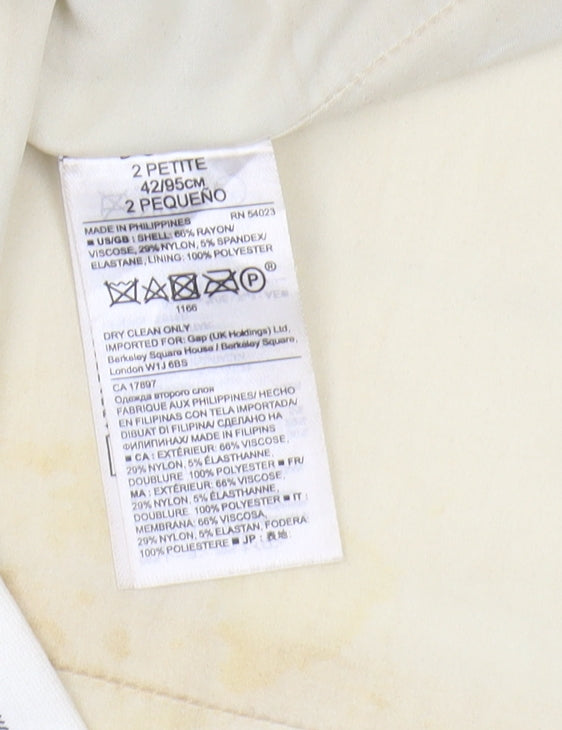 2 PETITE
42/95CM
2 PEQUEÑO
RN 54023
MADE IN PHILIPPINES
■ US/GB : SHELL: 66% RAYON/
VISCOSE, 29% NYLON, 5% SPANDEX/
ELASTANE, LINING: 100% POLYESTER
P ®
1166
DRY CLEAN ONLY
IMPORTED FOR: Gap (UK Holdings) Ltd,
Berkeley Square House / Berkeley Square,
London W1J 6BS
CA 17897
Одежда второго слоя
FABRIQUE AUX PHILIPPINES/ HECHO
EN FILIPINAS CON TELA IMPORTADA/
DIBUAT DI FILIPINA/ СДЕЛАНО НА
ФИЛИППИНАХ/ MADE IN FILIPINS
■ CA : EXTÉRIEUR: 66% VISCOSE,
29% NYLON, 5% ÉLASTHANNE,
DOUBLURE 100% POLYESTER ■ FR/
MA : EXTÉRIEUR: 66% VISCOSE,
29% NYLON, 5% ÉLASTHANNE,
DOUBLURE 100% POLYESTER ■ IT :
MEMBRANA: 66% VISCOSA,
29% NYLON, 5% ELASTAN, FODERA:
100% POLIESTERE ■ JP : 表地: